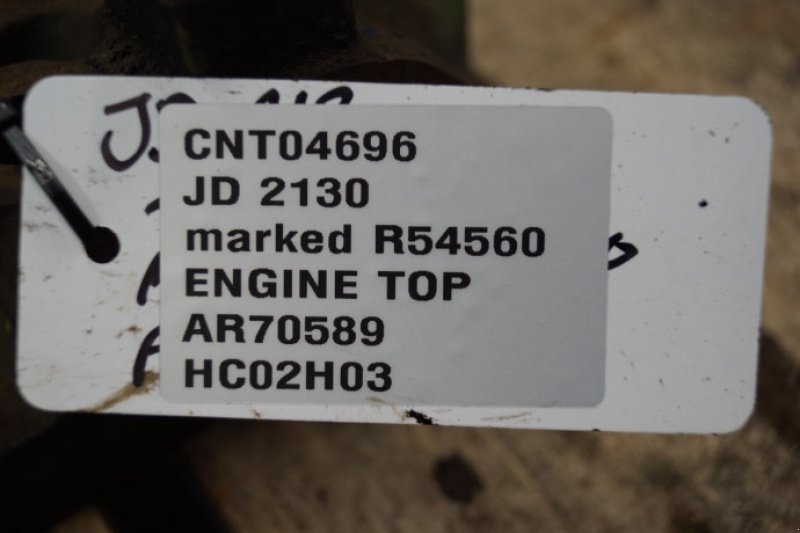 CNT04696
JD 2130
marked R54560
ENGINE TOP
AR70589
HC02H03